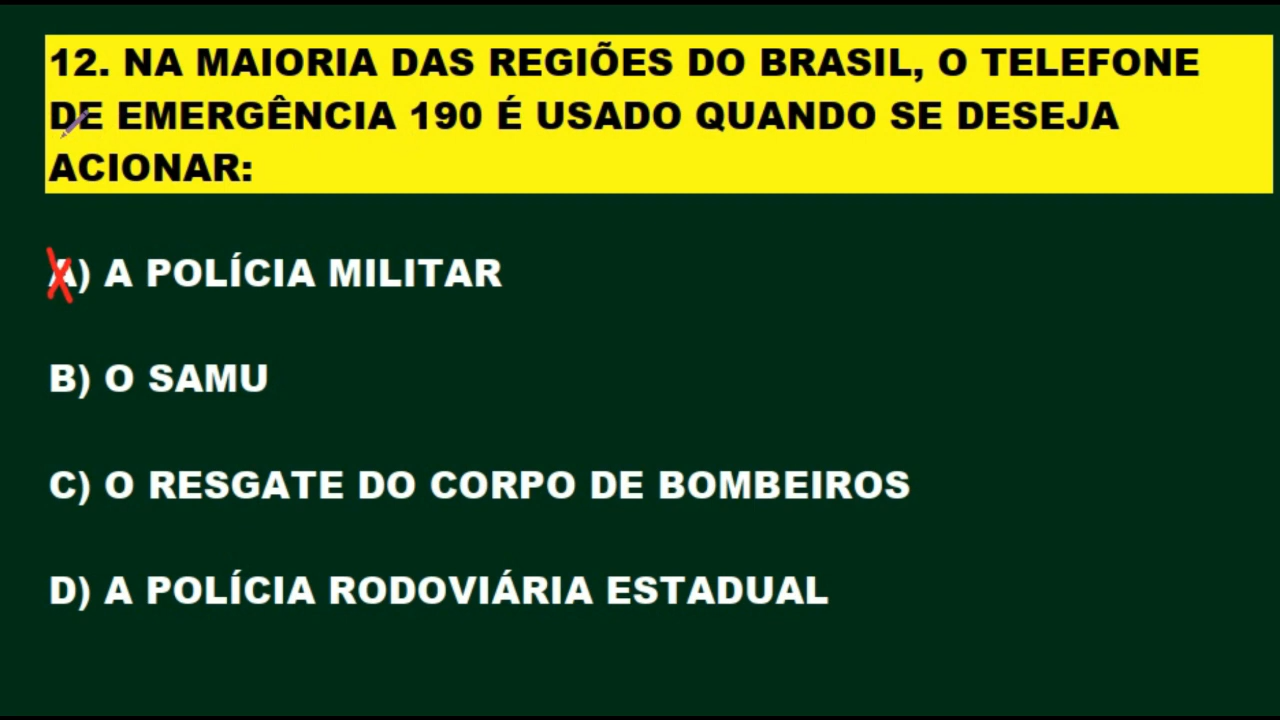 12. NA MAIORIA DAS REGIÕES DO BRASIL, O TELEFONE
DE EMERGÊNCIA 190 É USADO QUANDO SE DESEJA
ACIONAR:
A) A POLÍCIA MILITAR
B) O SAMU
C) O RESGATE DO CORPO DE BOMBEIROS
D) A POLÍCIA RODOVIÁRIA ESTADUAL